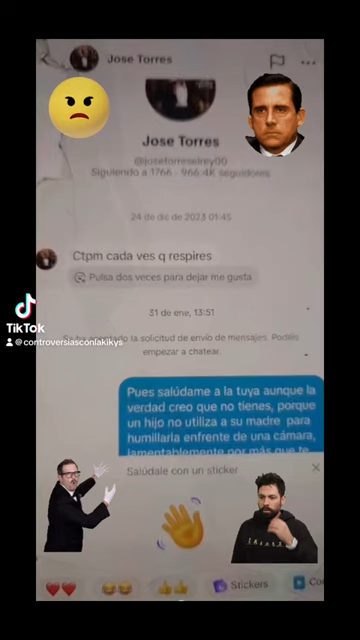 Jose Torres
Jose Torres
@josetorreselrey00
Siguiendo a 1766 · 966.4K seguidores
24 de dic de 2023 01:45
Ctpm cada ves q respires
Pulsa dos veces para dejar me gusta
31 de ene, 13:51
Se ha aceptado la solicitud de envío de mensajes. Podéis
empezar a chatear.
TikTok
@controversiasconlakikys
Pues salúdame a la tuya aunque la
verdad creo que no tienes, porque
un hijo no utiliza a su madre para
humillarla enfrente de una cámara,
lamentablemente por más que te
Salúdale con un sticker
Stickers